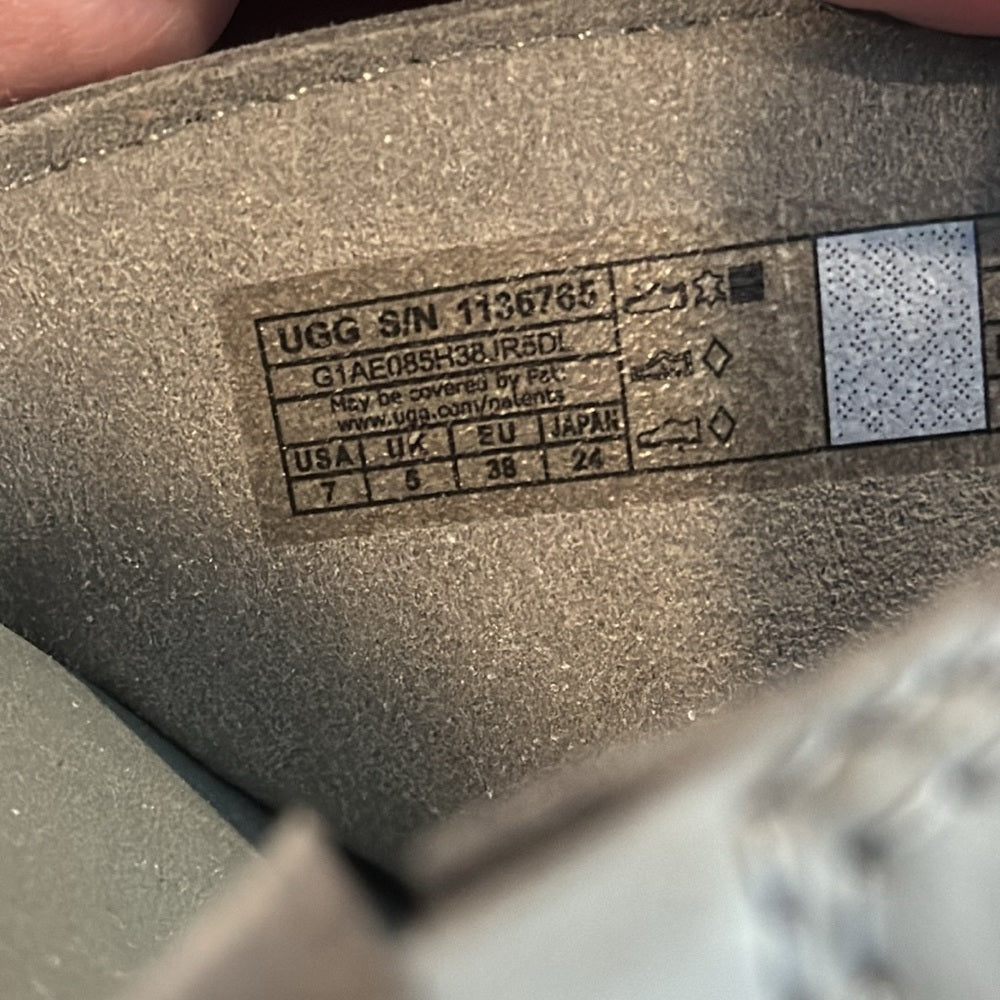 UGG S/N 1136765
G1AE085H38JR5DL
May be covered by Pat:
www.ugg.com/patents
USA UK EU JAPAN
7 5 38 24